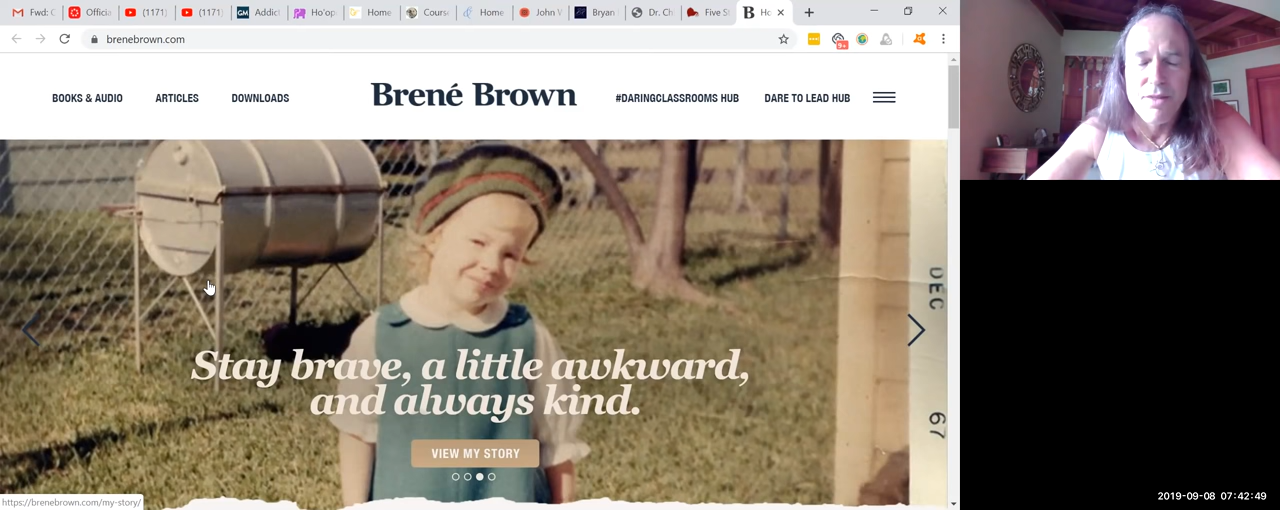 Fwd: C
Officia
(1171)
(1171)
Addict
Ho'op
Home
Course
Home
John W
Bryan
Dr. Ch
Five S
Ho
brenebrown.com
9+
BOOKS & AUDIO
ARTICLES
DOWNLOADS
Brené Brown
#DARINGCLASSROOMS HUB
DARE TO LEAD HUB
DEC
67
Stay brave, a little awkward,
and always kind.
VIEW MY STORY
https://brenebrown.com/my-story/
2019-09-08 07:42:49